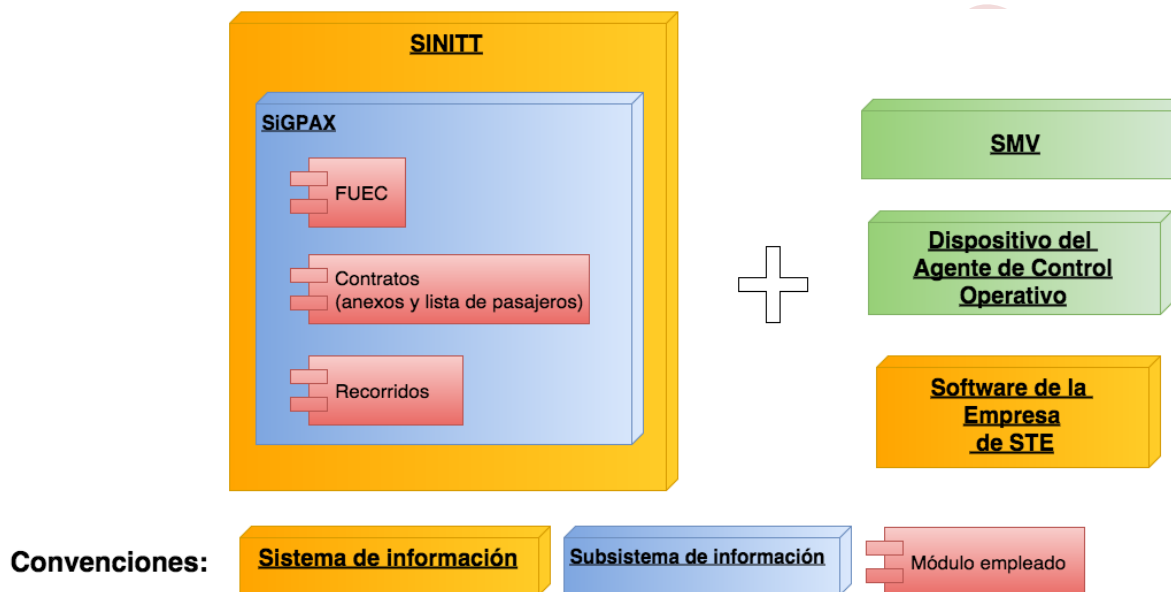 SINITT
SiGPAX
FUEC
Contratos
(anexos y lista de pasajeros)
Recorridos
SMV
Dispositivo del
Agente de Control
Operativo
Software de la
Empresa
de STE
Convenciones:
Sistema de información
Subsistema de información
Módulo empleado